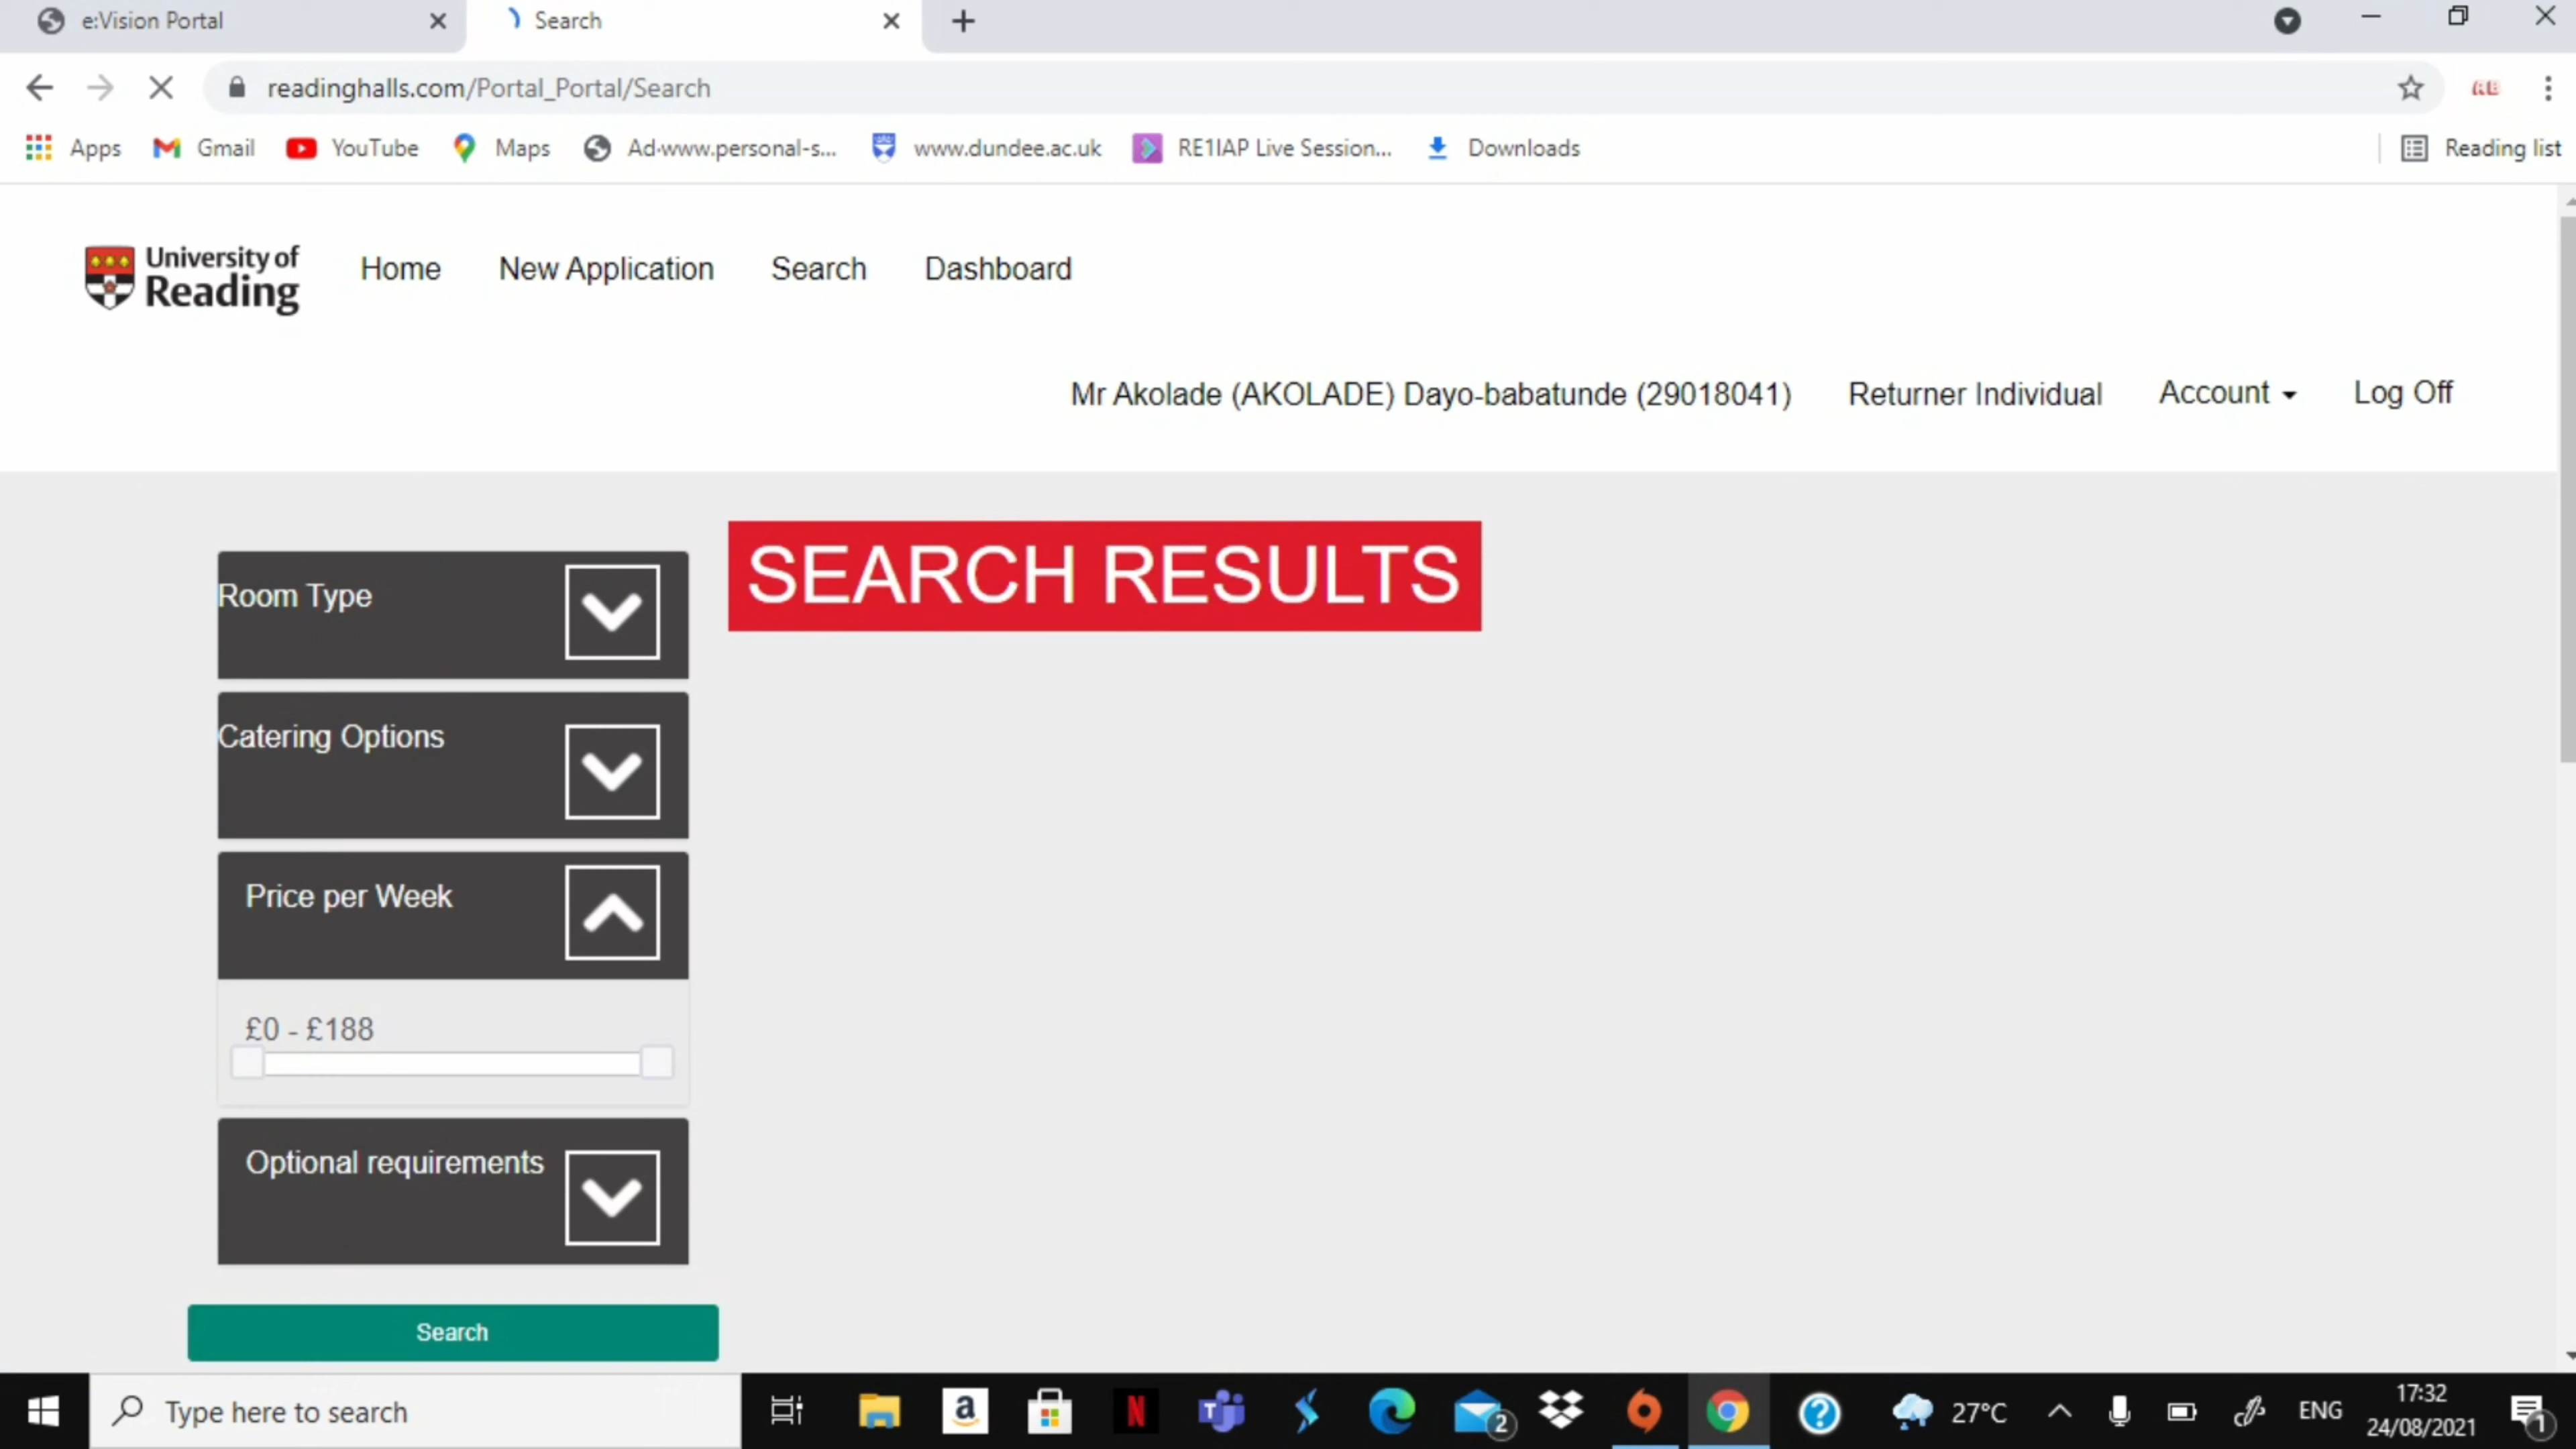 e:Vision Portal
Search
readinghalls.com/Portal_Portal/Search
Apps
Gmail
YouTube
Maps
Ad·www.personal-s...
www.dundee.ac.uk
RE1IAP Live Session...
Downloads
Reading list
University of
Reading
Home
New Application
Search
Dashboard
Mr Akolade (AKOLADE) Dayo-babatunde (29018041)
Returner Individual
Account
Log Off
SEARCH RESULTS
Room Type
Catering Options
Price per Week
£0 - £188
Optional requirements
Search
Type here to search
2
27°C
ENG
17:32
24/08/2021
1